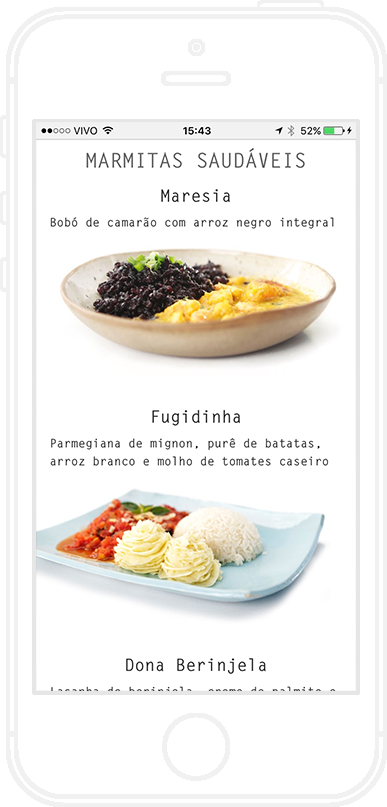 VIVO 15:43 52%
MARMITAS SAUDÁVEIS
Maresia
Bobó de camarão com arroz negro integral
Fugidinha
Parmegiana de mignon, purê de batatas,
arroz branco e molho de tomates caseiro
Dona Berinjela